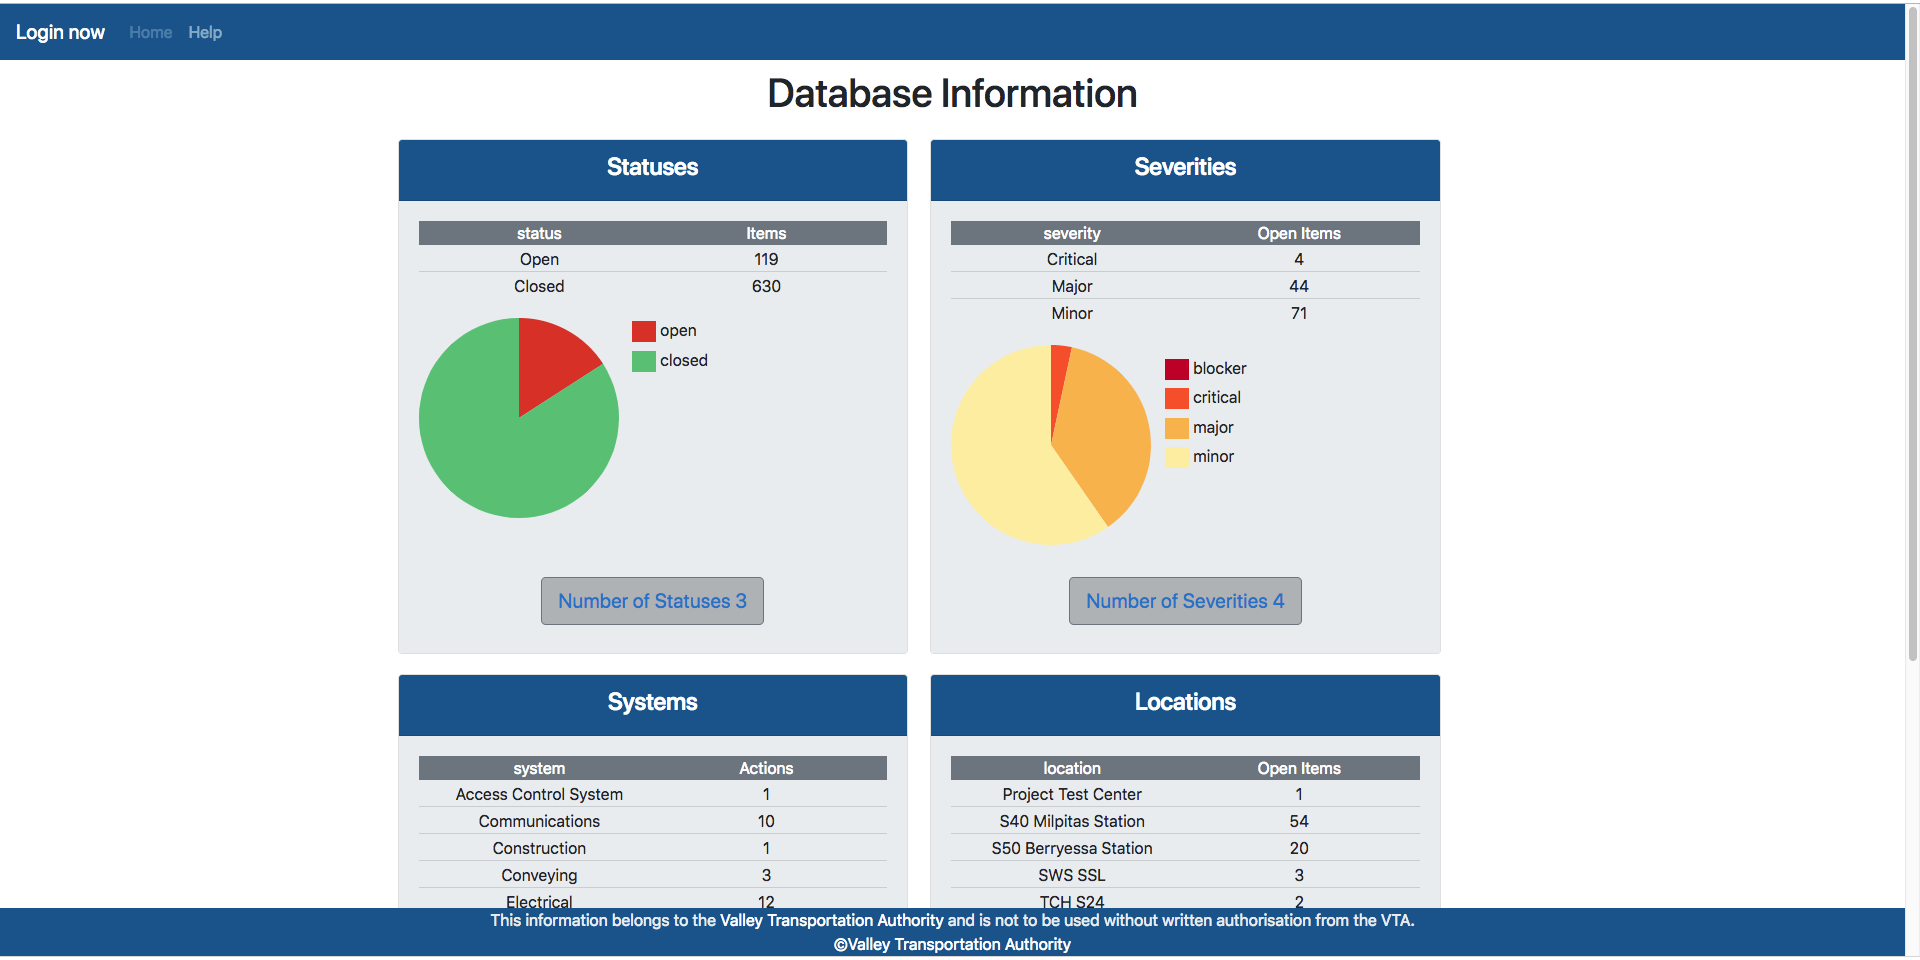 Login now Home Help
Database Information
Statuses
status Items
Open 119
Closed 630
open
closed
Number of Statuses 3
Severities
severity Open Items
Critical 4
Major 44
Minor 71
blocker
critical
major
minor
Number of Severities 4
Systems
system Actions
Access Control System 1
Communications 10
Construction 1
Conveying 3
Electrical 12
Locations
location Open Items
Project Test Center 1
S40 Milpitas Station 54
S50 Berryessa Station 20
SWS SSL 3
TCH S24 2
This information belongs to the Valley Transportation Authority and is not to be used without written authorisation from the VTA.
©Valley Transportation Authority